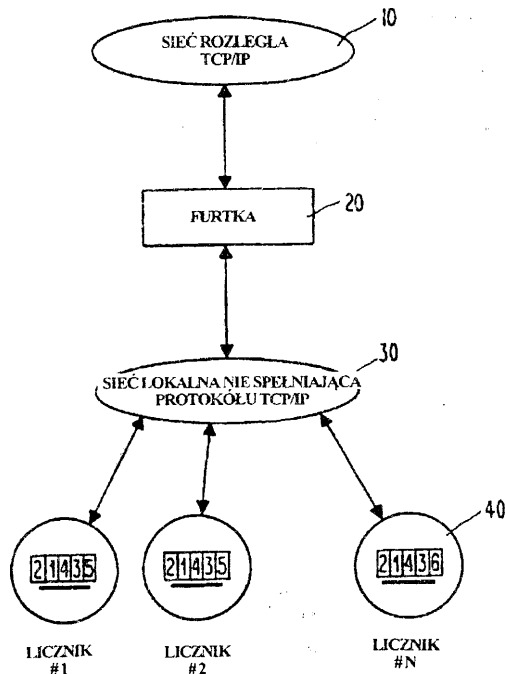 10
SIEĆ ROZLEGŁA
TCP/IP
20
FURTKA
30
SIEĆ LOKALNA NIE SPEŁNIAJĄCA
PROTOKÓŁU TCP/IP
40
21435
21435
21436
LICZNIK
#1
LICZNIK
#2
LICZNIK
#N